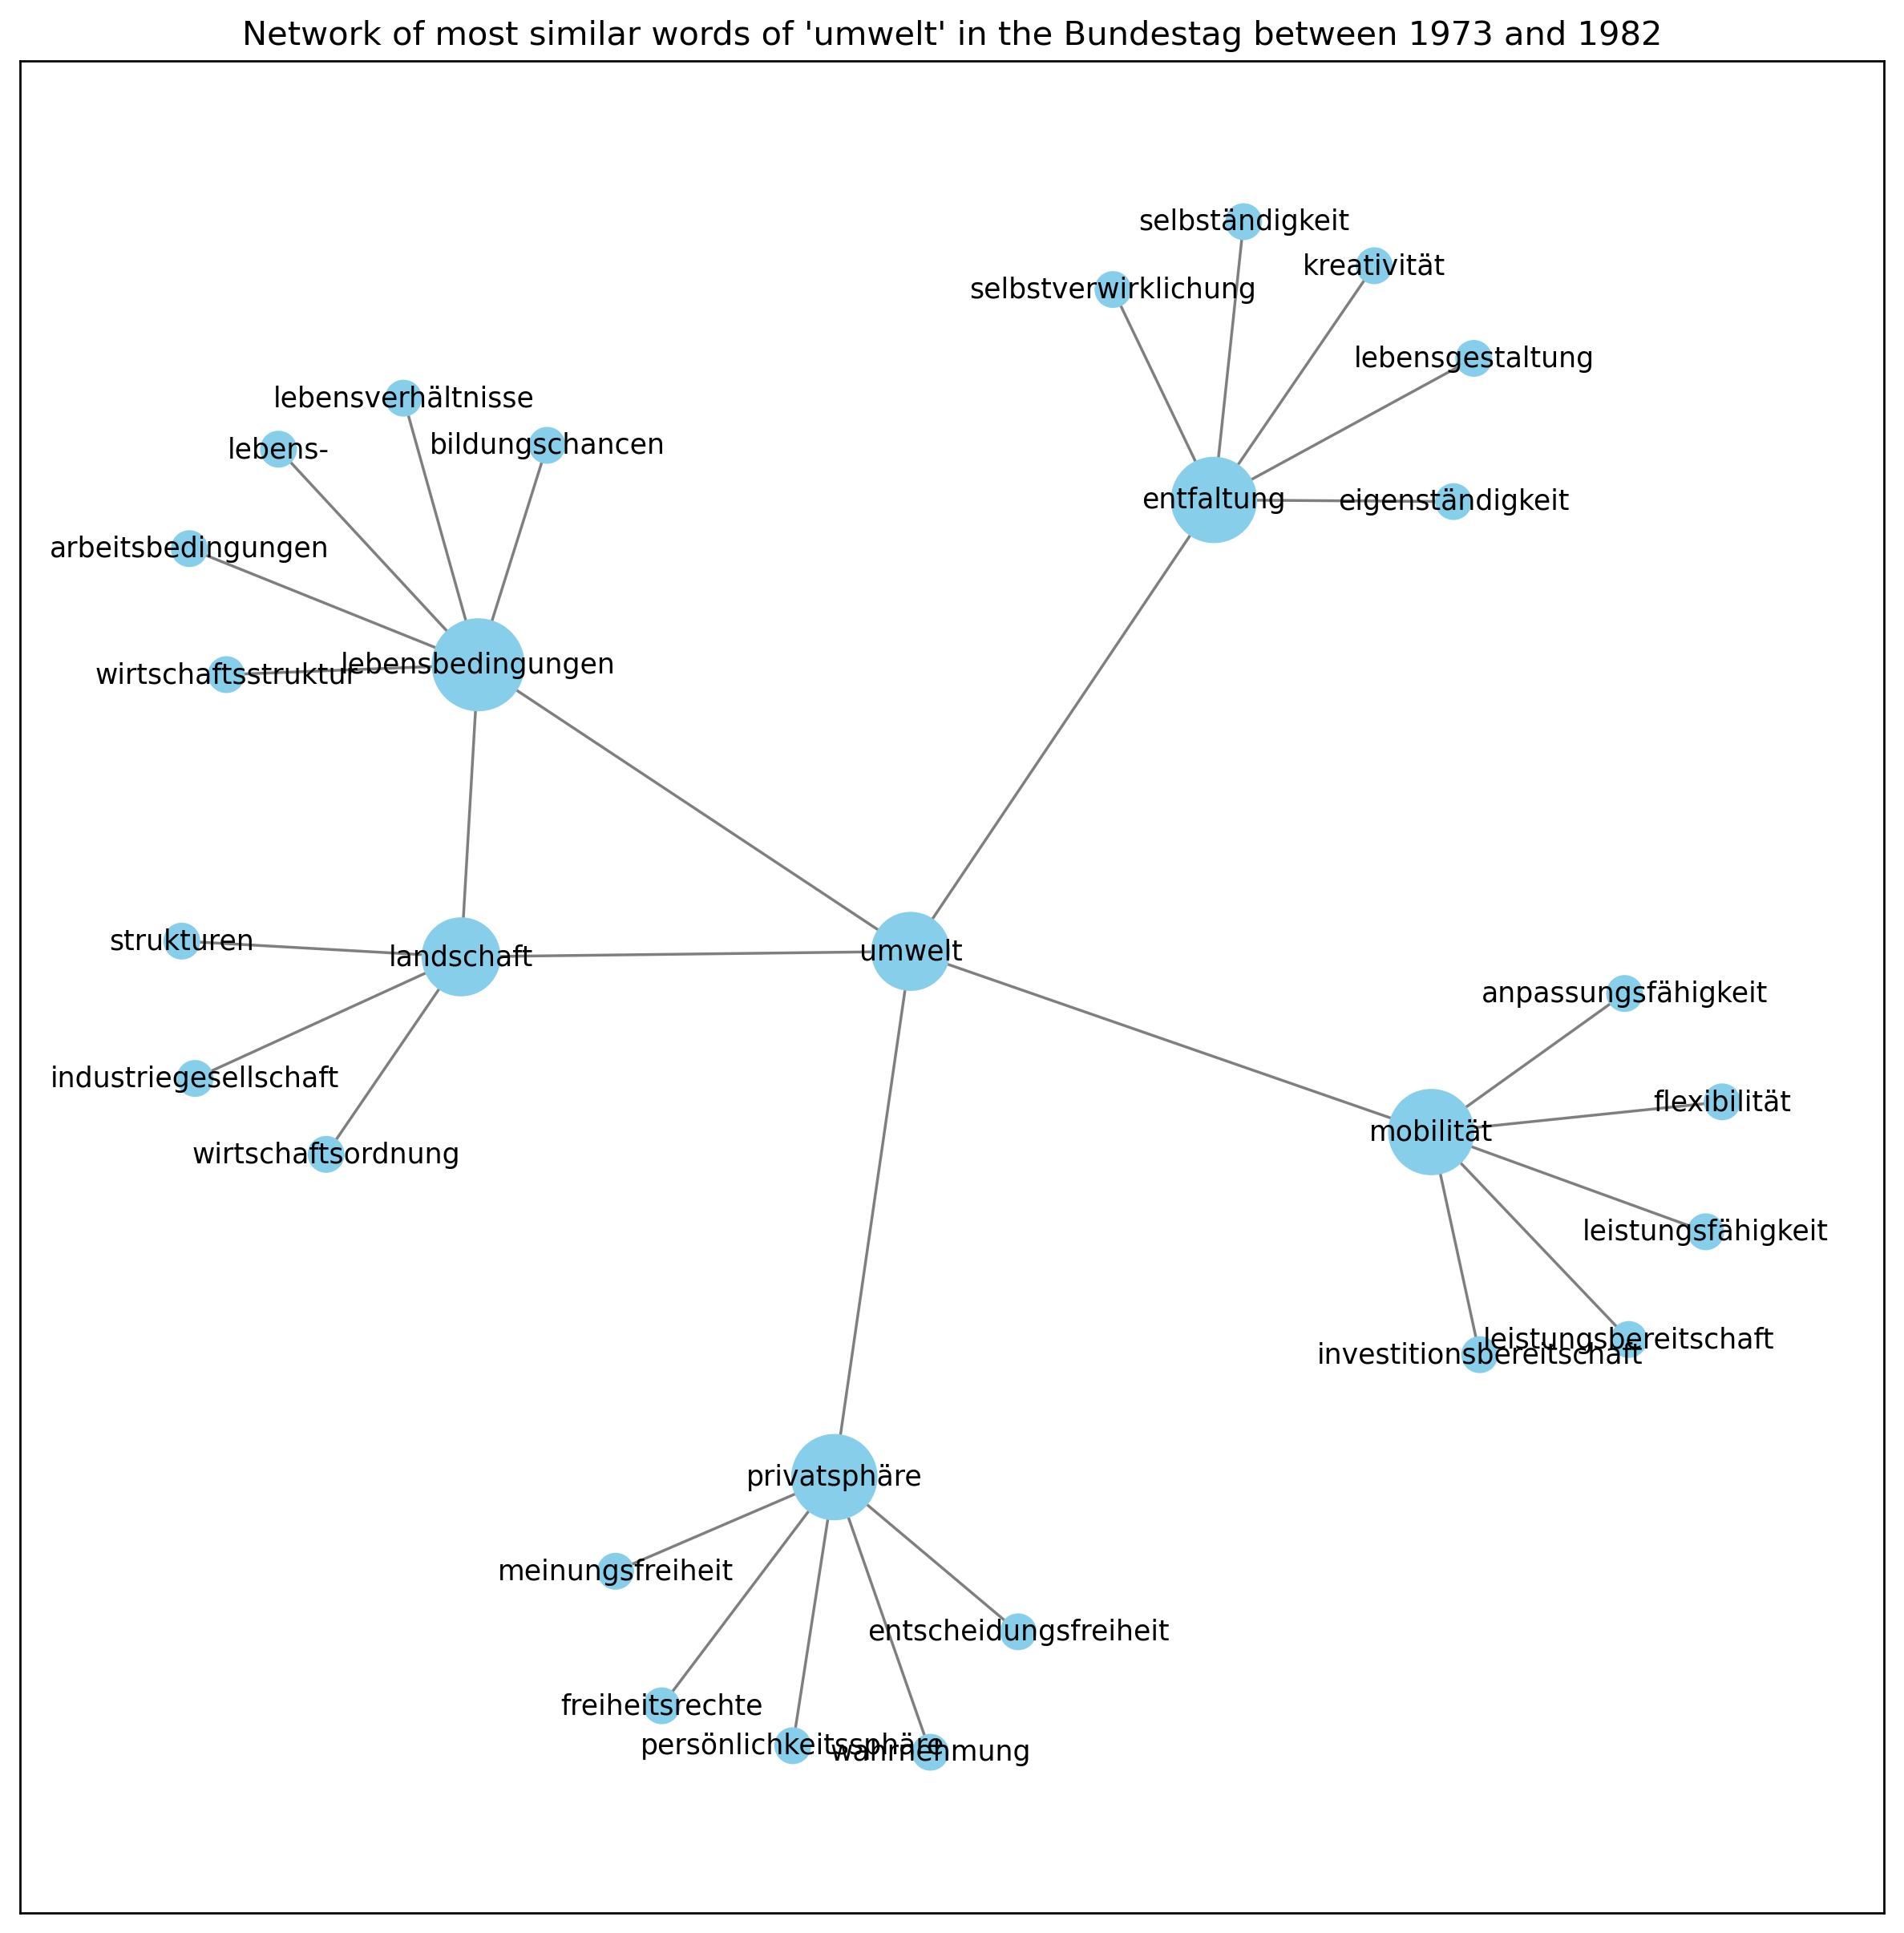 Network of most similar words of 'umwelt' in the Bundestag between 1973 and 1982
selbständigkeit
kreativität
selbstverwirklichung
lebensgestaltung
lebensverhältnisse
bildungschancen
lebens-
entfaltung
eigenständigkeit
arbeitsbedingungen
lebensbedingungen
wirtschaftsstruktur
strukturen
umwelt
landschaft
anpassungsfähigkeit
industriegesellschaft
flexibilität
mobilität
wirtschaftsordnung
leistungsfähigkeit
leistungsbereitschaft
investitionsbereitschaft
privatsphäre
meinungsfreiheit
entscheidungsfreiheit
freiheitsrechte
persönlichkeitssphäre
wahrnehmung